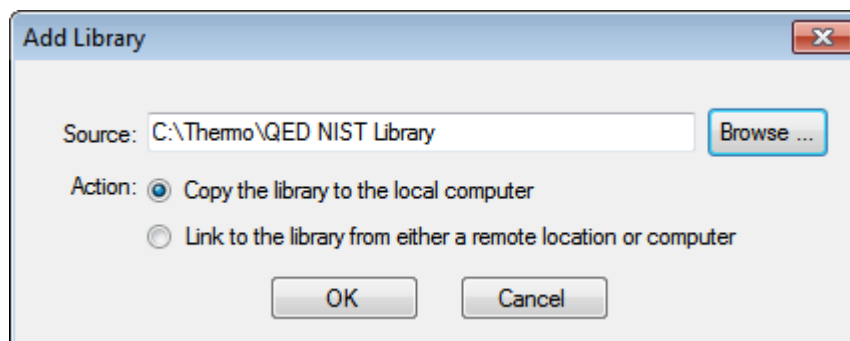 Add Library
Source: C:\Thermo\QED NIST Library Browse ...
Action: Copy the library to the local computer
Link to the library from either a remote location or computer
OK Cancel